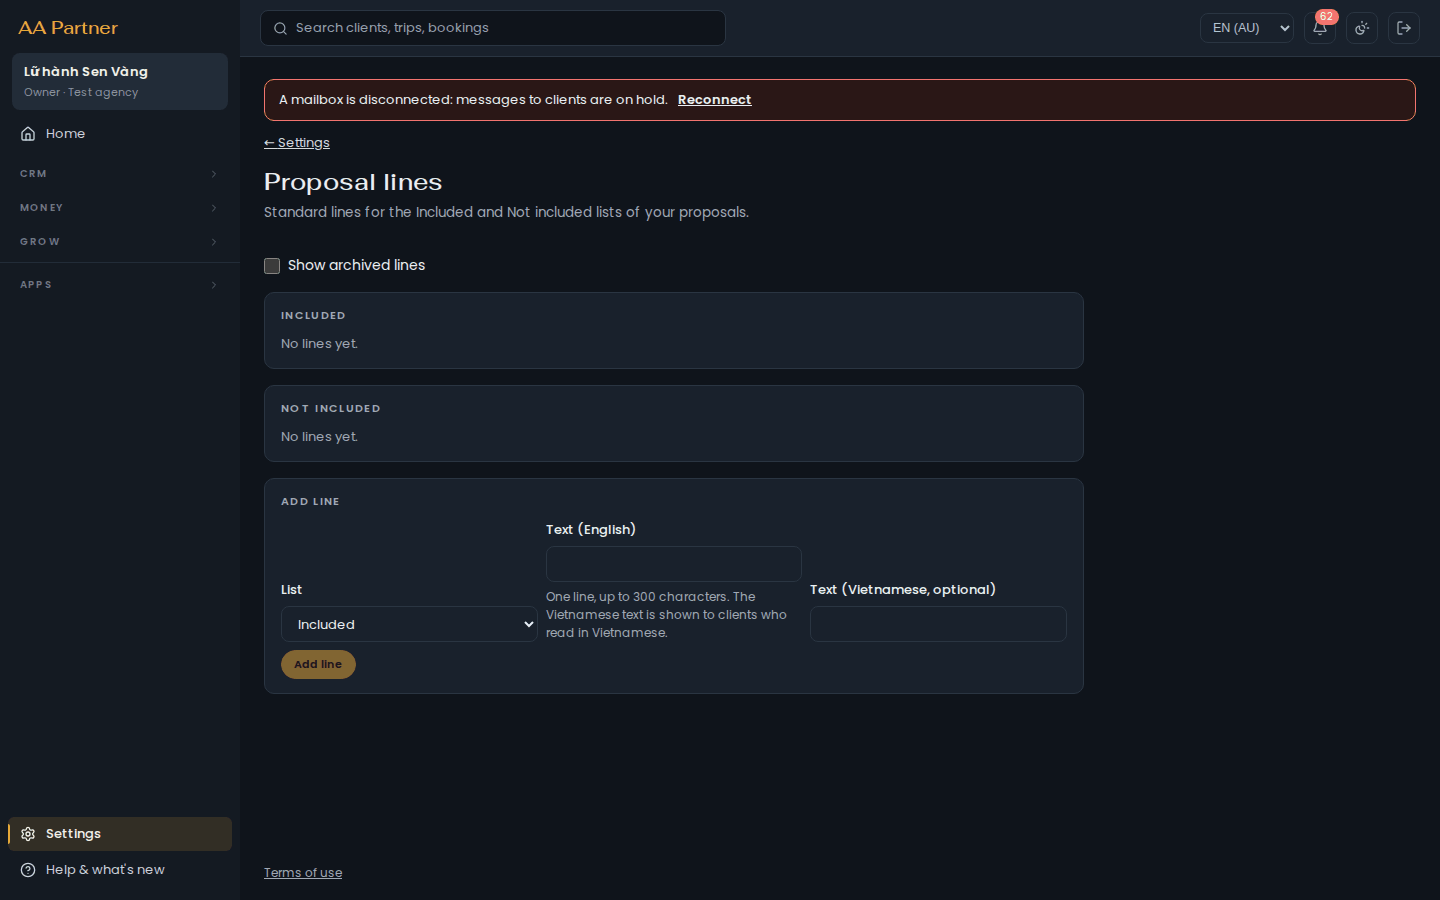 AA Partner
Lữ hành Sen Vàng
Owner · Test agency
Home
CRM
MONEY
GROW
APPS
Settings
Help & what's new
Search clients, trips, bookings
EN (AU)
62
A mailbox is disconnected: messages to clients are on hold. Reconnect
← Settings
Proposal lines
Standard lines for the Included and Not included lists of your proposals.
Show archived lines
INCLUDED
No lines yet.
NOT INCLUDED
No lines yet.
ADD LINE
List
Included
Text (English)
One line, up to 300 characters. The
Vietnamese text is shown to clients who
read in Vietnamese.
Text (Vietnamese, optional)
Add line
Terms of use